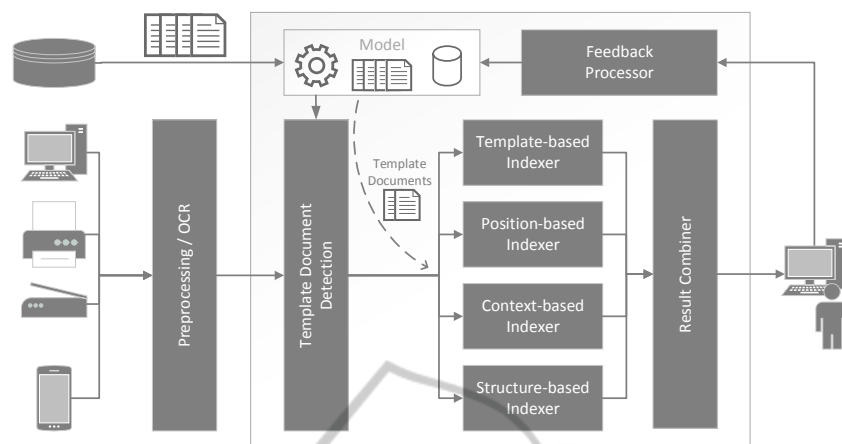 Model
Feedback
Processor
Preprocessing / OCR
Template Document
Detection
Template
Documents
Template-based
Indexer
Position-based
Indexer
Context-based
Indexer
Structure-based
Indexer
Result Combiner